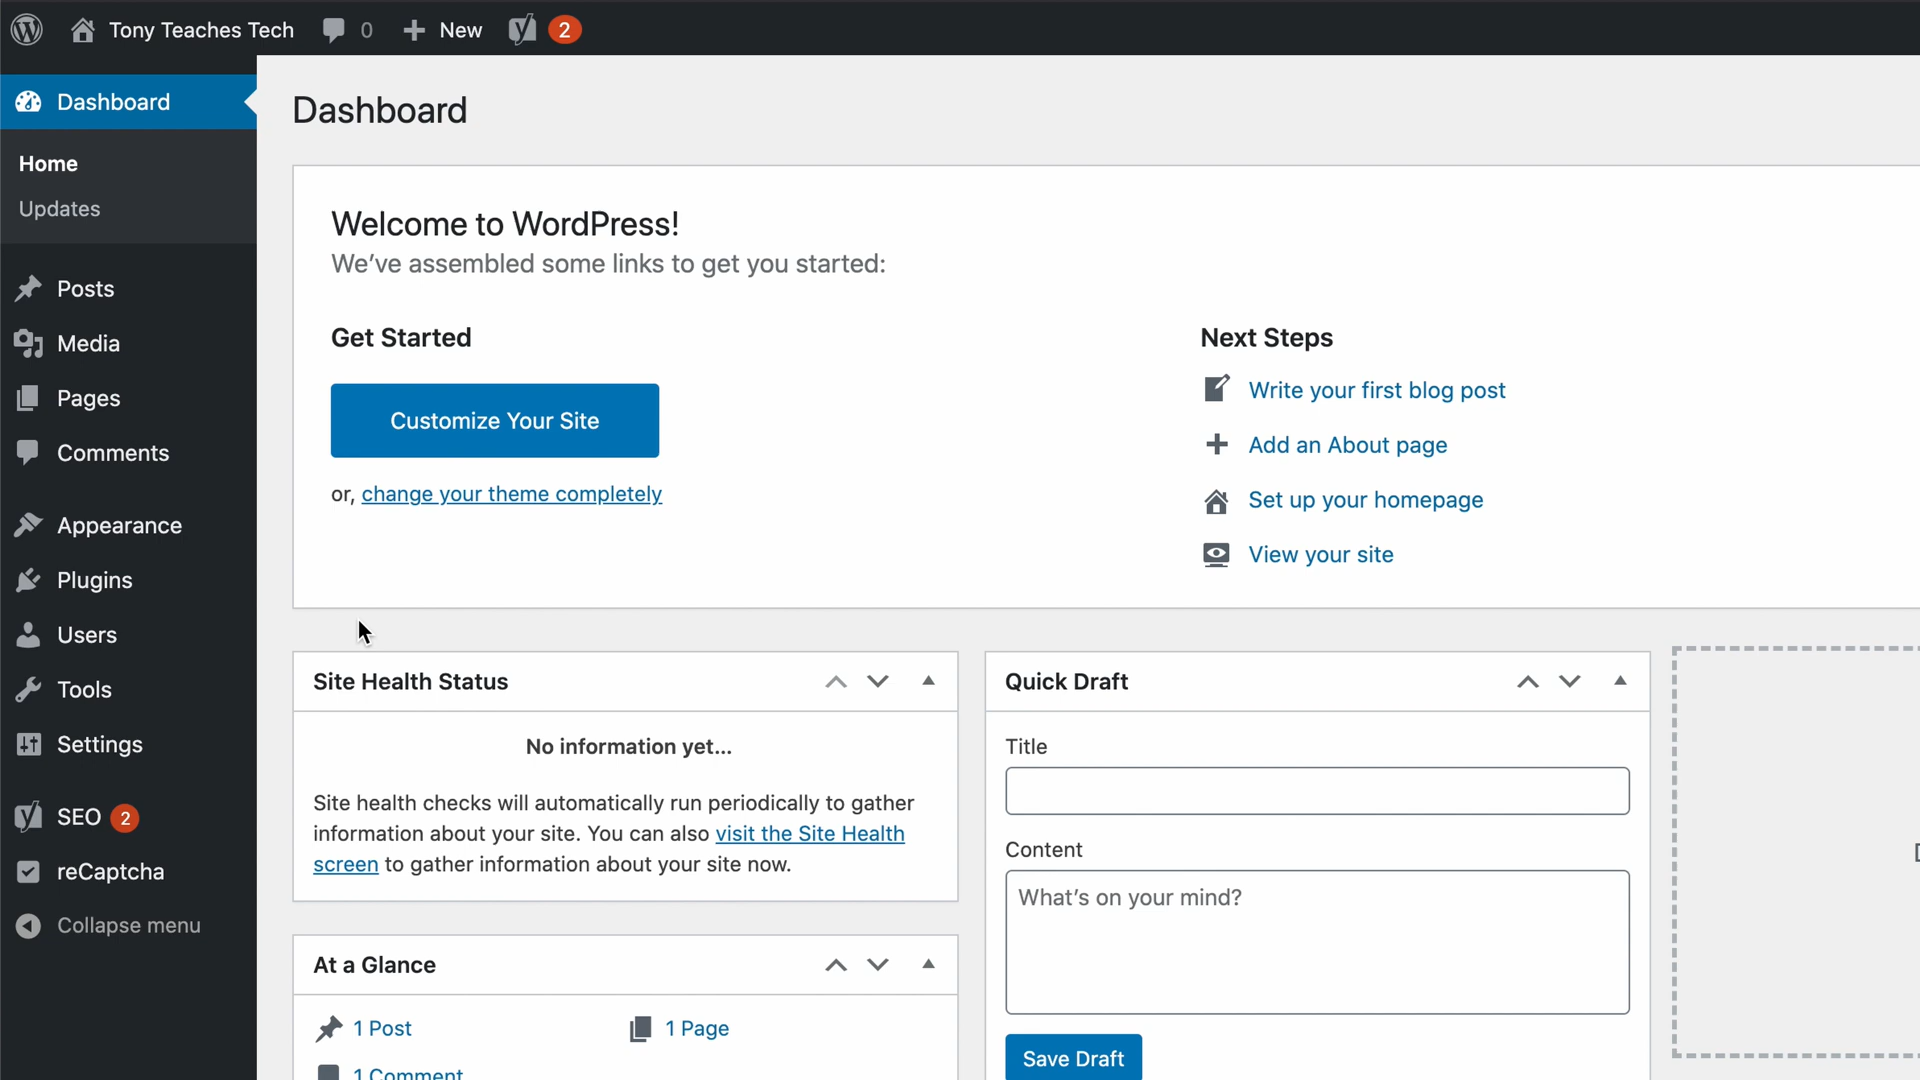 Tony Teaches Tech 0 New 2
Dashboard
Home
Updates
Posts
Media
Pages
Comments
Appearance
Plugins
Users
Tools
Settings
SEO 2
reCaptcha
Collapse menu
Dashboard
Welcome to WordPress!
We've assembled some links to get you started:
Get Started
Customize Your Site
or, change your theme completely
Next Steps
Write your first blog post
Add an About page
Set up your homepage
View your site
Site Health Status
No information yet...
Site health checks will automatically run periodically to gather
information about your site. You can also visit the Site Health
screen to gather information about your site now.
At a Glance
1 Post
1 Page
1 Comment
Quick Draft
Title
Content
What's on your mind?
Save Draft